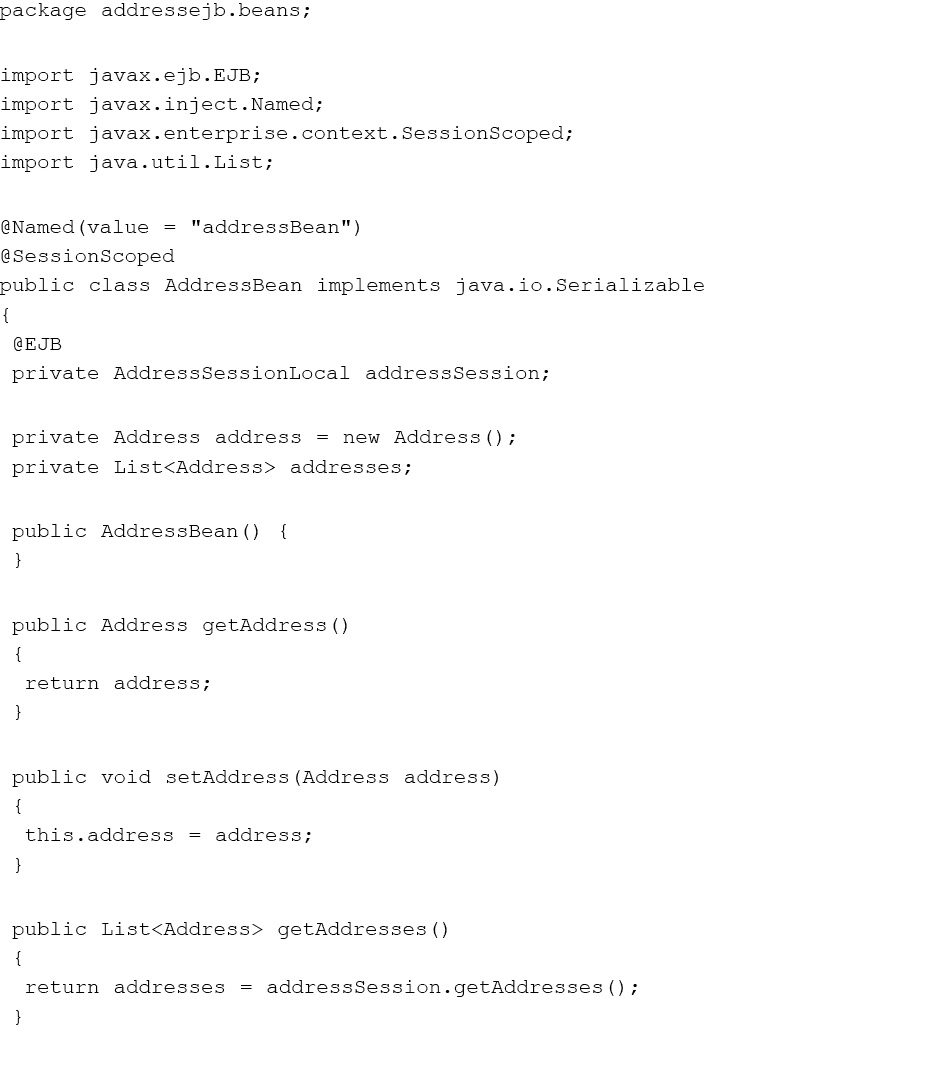 package addressejb.beans;
import javax.ejb.EJB;
import javax.inject.Named;
import javax.enterprise.context.SessionScoped;
import java.util.List;
@Named(value = "addressBean")
@SessionScoped
public class AddressBean implements java.io.Serializable
{
@EJB
private AddressSessionLocal addressSession;
private Address address = new Address();
private List<Address> addresses;
public AddressBean() {
}
public Address getAddress()
{
return address;
}
public void setAddress(Address address)
{
this.address = address;
}
public List<Address> getAddresses()
{
return addresses = addressSession.getAddresses();
}